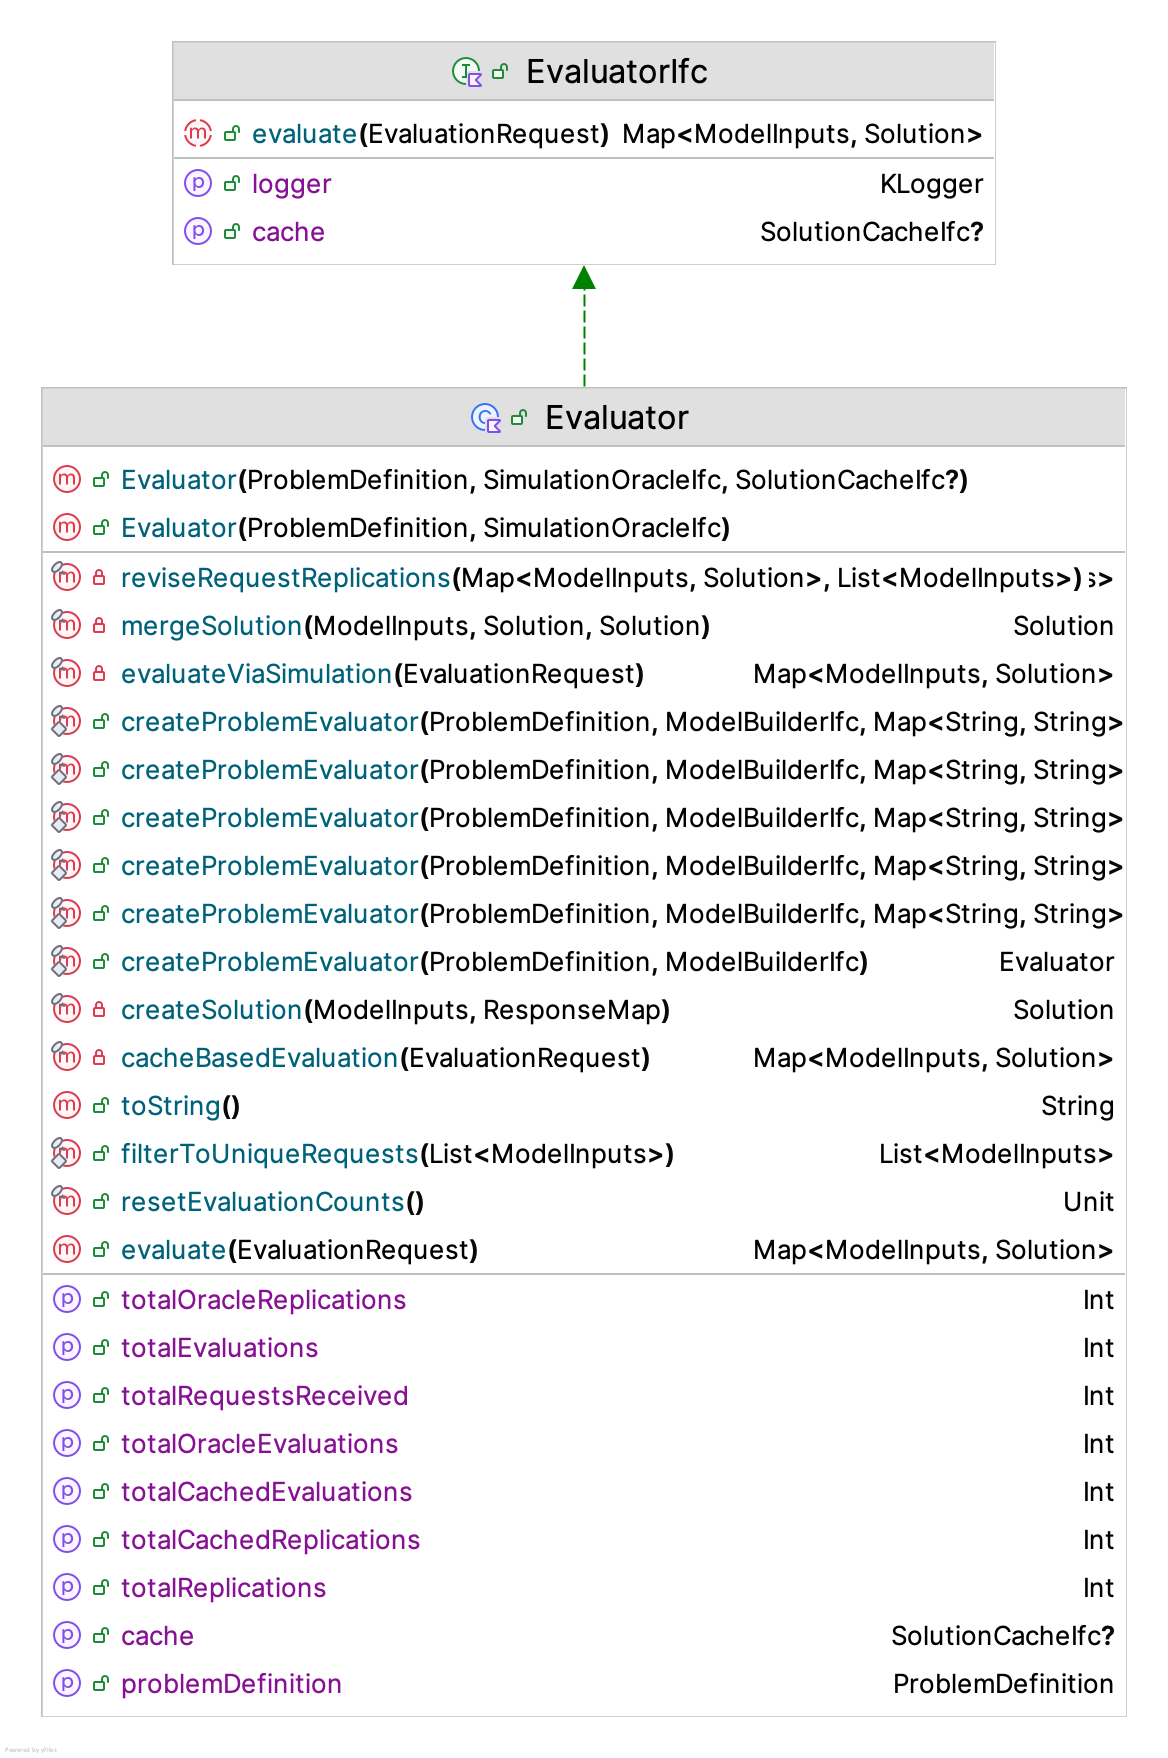 EvaluatorIfc
evaluate(EvaluationRequest) Map<ModelInputs, Solution>
logger KLogger
cache SolutionCacheIfc?
Evaluator
Evaluator(ProblemDefinition, SimulationOracleIfc, SolutionCacheIfc?)
Evaluator(ProblemDefinition, SimulationOracleIfc)
reviseRequestReplications(Map<ModelInputs, Solution>, List<ModelInputs>) s>
mergeSolution(ModelInputs, Solution, Solution) Solution
evaluateViaSimulation(EvaluationRequest) Map<ModelInputs, Solution>
createProblemEvaluator(ProblemDefinition, ModelBuilderIfc, Map<String, String>
createProblemEvaluator(ProblemDefinition, ModelBuilderIfc, Map<String, String>
createProblemEvaluator(ProblemDefinition, ModelBuilderIfc, Map<String, String>
createProblemEvaluator(ProblemDefinition, ModelBuilderIfc, Map<String, String>
createProblemEvaluator(ProblemDefinition, ModelBuilderIfc, Map<String, String>
createProblemEvaluator(ProblemDefinition, ModelBuilderIfc) Evaluator
createSolution(ModelInputs, ResponseMap) Solution
cacheBasedEvaluation(EvaluationRequest) Map<ModelInputs, Solution>
toString() String
filterToUniqueRequests(List<ModelInputs>) List<ModelInputs>
resetEvaluationCounts() Unit
evaluate(EvaluationRequest) Map<ModelInputs, Solution>
totalOracleReplications Int
totalEvaluations Int
totalRequestsReceived Int
totalOracleEvaluations Int
totalCachedEvaluations Int
totalCachedReplications Int
totalReplications Int
cache SolutionCacheIfc?
problemDefinition ProblemDefinition
Powered by yFiles